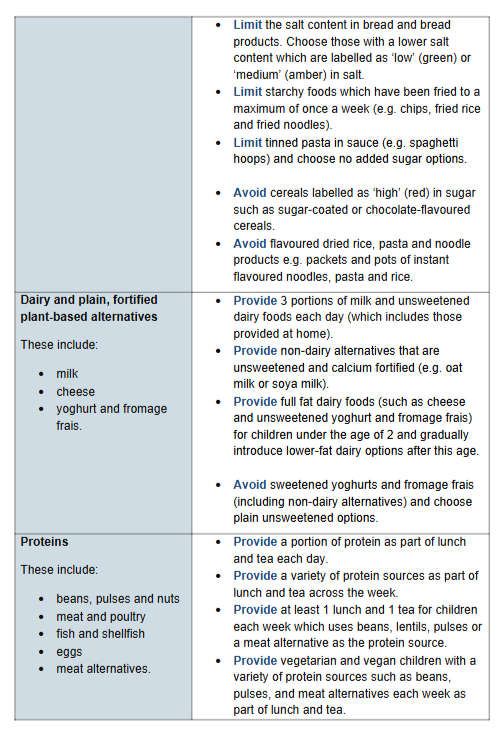 • Limit the salt content in bread and bread
products. Choose those with a lower salt
content which are labelled as ‘low’ (green) or
‘medium’ (amber) in salt.
• Limit starchy foods which have been fried to a
maximum of once a week (e.g. chips, fried rice
and fried noodles).
• Limit tinned pasta in sauce (e.g. spaghetti
hoops) and choose no added sugar options.
• Avoid cereals labelled as ‘high’ (red) in sugar
such as sugar-coated or chocolate-flavoured
cereals.
• Avoid flavoured dried rice, pasta and noodle
products e.g. packets and pots of instant
flavoured noodles, pasta and rice.
Dairy and plain, fortified
plant-based alternatives
These include:
• milk
• cheese
• yoghurt and fromage
frais.
• Provide 3 portions of milk and unsweetened
dairy foods each day (which includes those
provided at home).
• Provide non-dairy alternatives that are
unsweetened and calcium fortified (e.g. oat
milk or soya milk).
• Provide full fat dairy foods (such as cheese
and unsweetened yoghurt and fromage frais)
for children under the age of 2 and gradually
introduce lower-fat dairy options after this age.
• Avoid sweetened yoghurts and fromage frais
(including non-dairy alternatives) and choose
plain unsweetened options.
Proteins
These include:
• beans, pulses and nuts
• meat and poultry
• fish and shellfish
• eggs
• meat alternatives.
• Provide a portion of protein as part of lunch
and tea each day.
• Provide a variety of protein sources as part of
lunch and tea across the week.
• Provide at least 1 lunch and 1 tea for children
each week which uses beans, lentils, pulses or
a meat alternative as the protein source.
• Provide vegetarian and vegan children with a
variety of protein sources such as beans,
pulses, and meat alternatives each week as
part of lunch and tea.